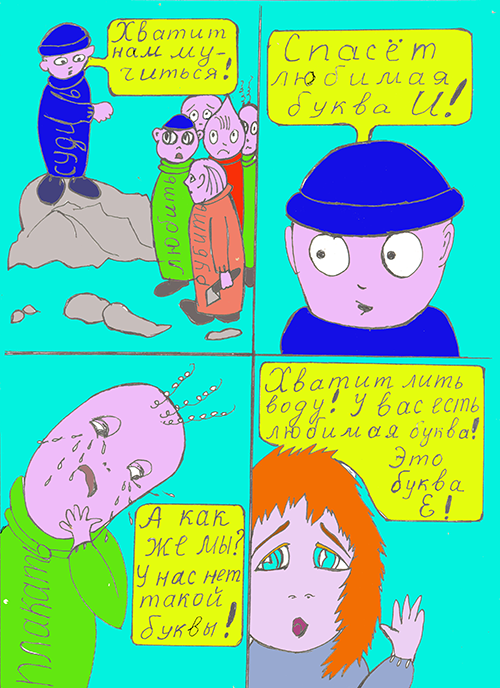 Хватит
нам му-
читься!
судить
любить
рубить
Спасёт
любимая
буква И!
плакать
А как
же мы?
У нас нет
такой
буквы!
Хватит лить
воду! У вас есть
любимая буква!
Это
буква
Е!